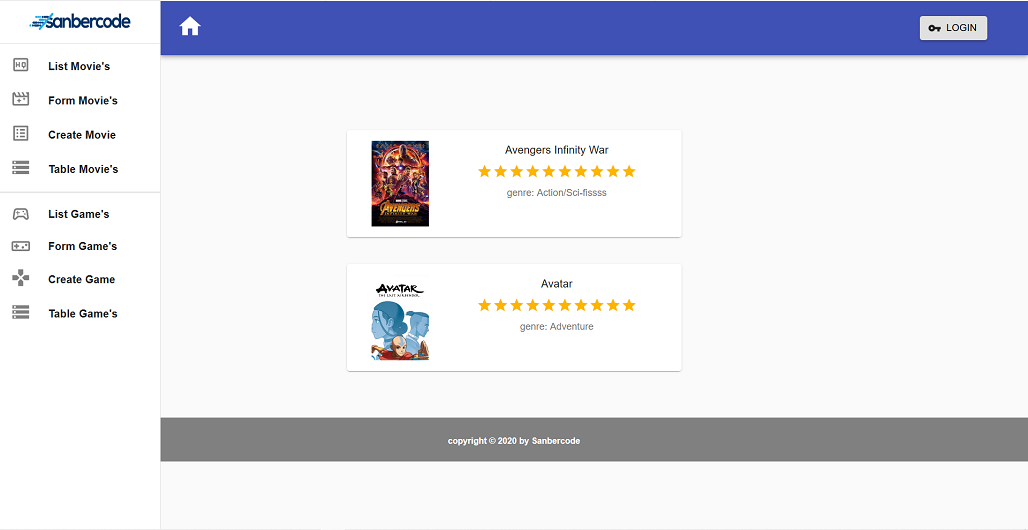 sanbercode
LOGIN
HQ
List Movie's
Form Movie's
Create Movie
Table Movie's
List Game's
Form Game's
Create Game
Table Game's
AVENGERS
INFINITY WAR
Avengers Infinity War
genre: Action/Sci-fissss
AVATAR
THE LAST AIRBENDER
Avatar
genre: Adventure
copyright © 2020 by Sanbercode